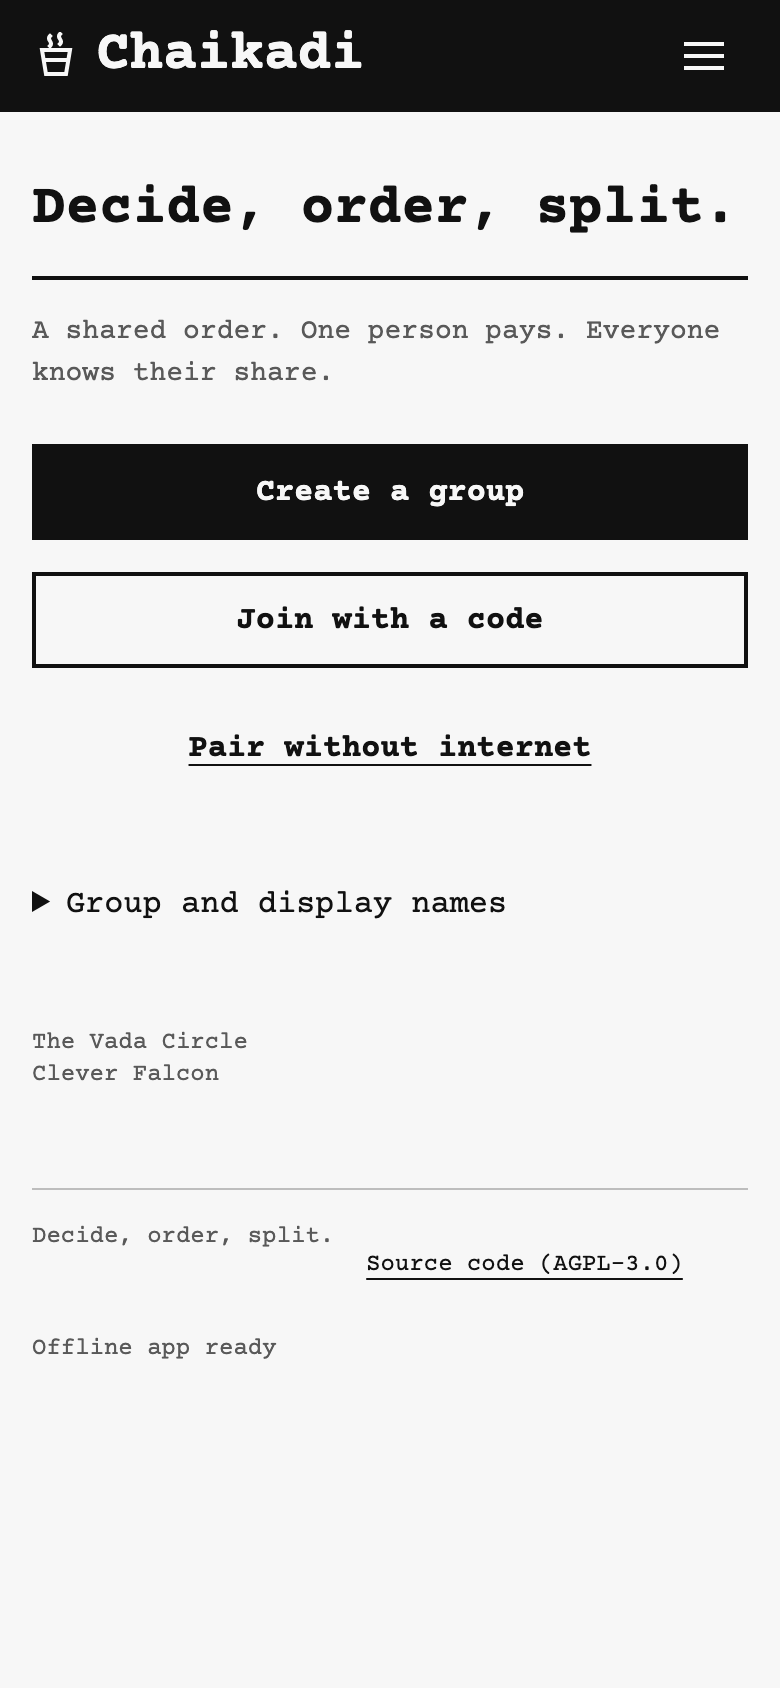 Chaikadi
Decide, order, split.
A shared order. One person pays. Everyone
knows their share.
Create a group
Join with a code
Pair without internet
Group and display names
The Vada Circle
Clever Falcon
Decide, order, split.
Source code (AGPL-3.0)
Offline app ready